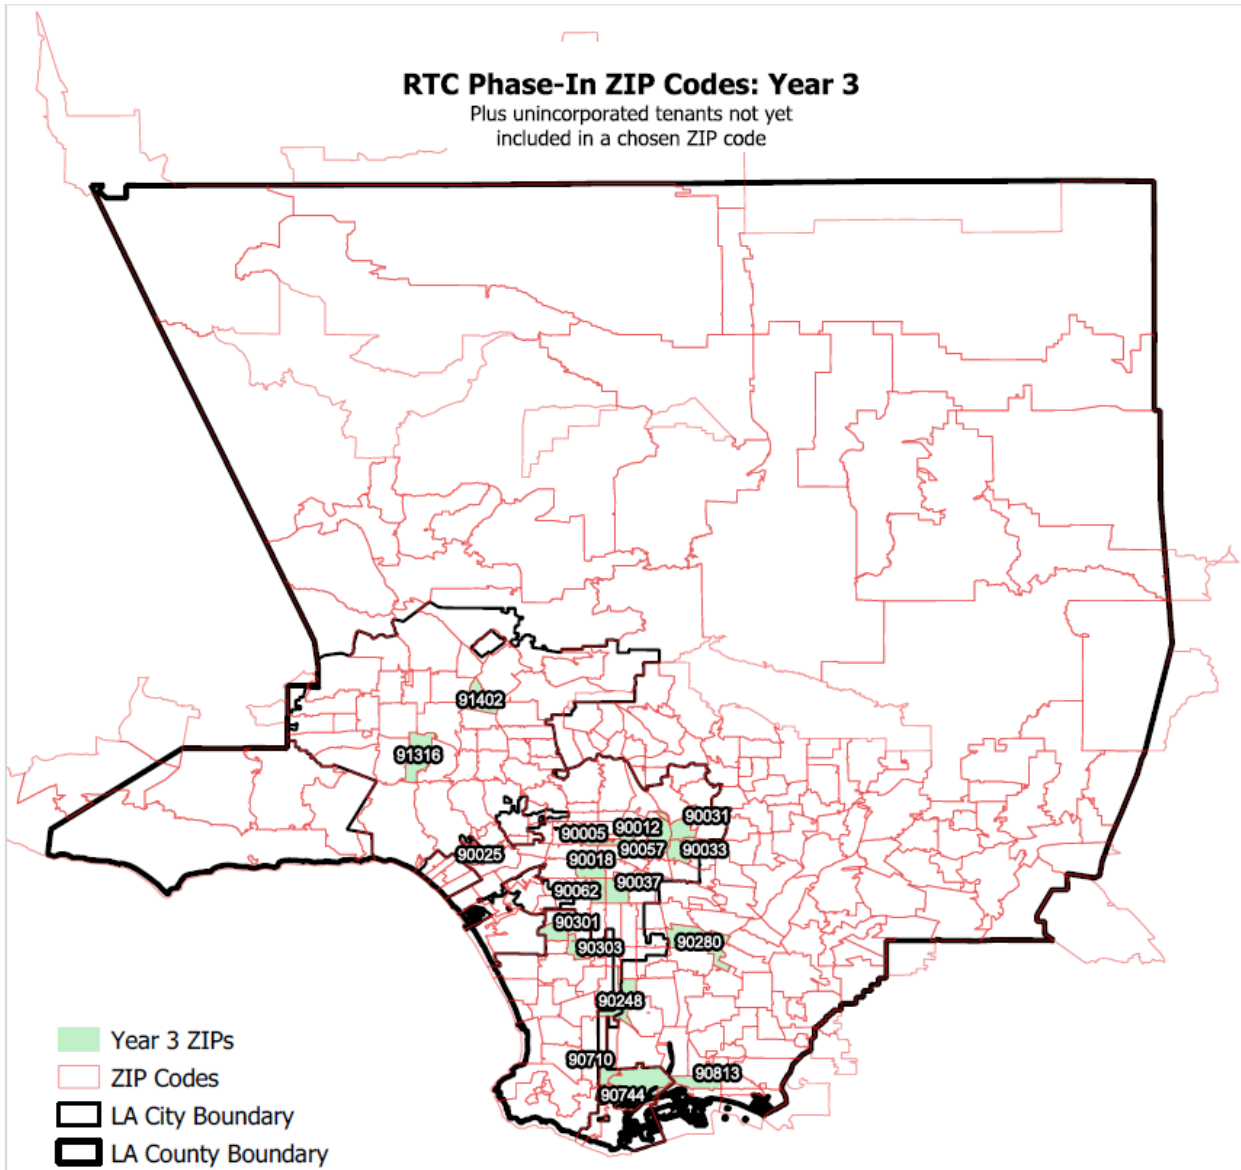 RTC Phase-In ZIP Codes: Year 3
Plus unincorporated tenants not yet
included in a chosen ZIP code
91402
91316
90031
90012
90005
90057
90033
90025
90018
90037
90062
90301
90303
90280
90248
90710
90813
90744
Year 3 ZIPs
ZIP Codes
LA City Boundary
LA County Boundary